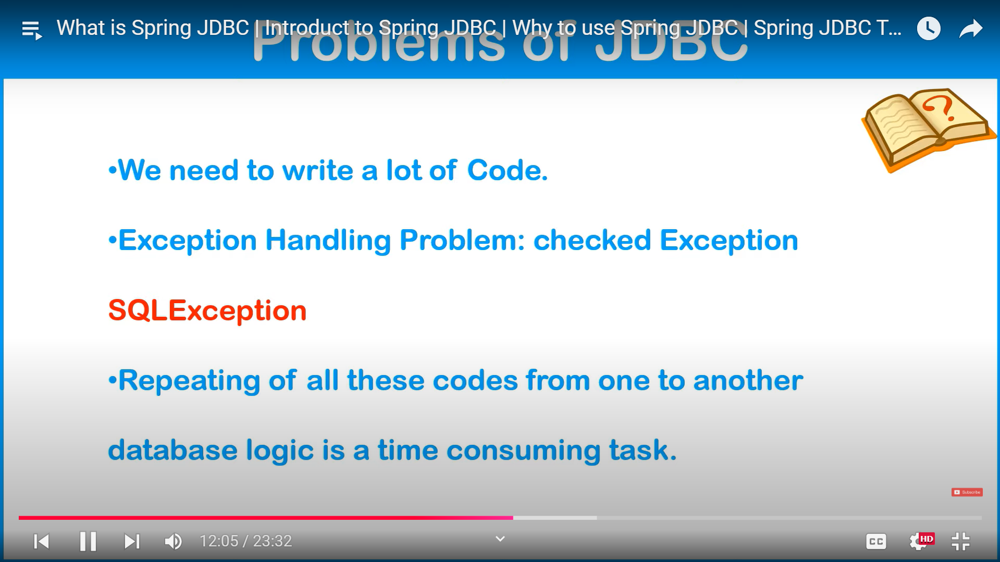 What is Spring JDBC | Introduct to Spring JDBC | Why to use Spring JDBC | Spring JDBC T...
Problems of JDBC
•We need to write a lot of Code.
•Exception Handling Problem: checked Exception
SQLException
•Repeating of all these codes from one to another
database logic is a time consuming task.
Subscribe
12:05 / 23:32
CC
HD